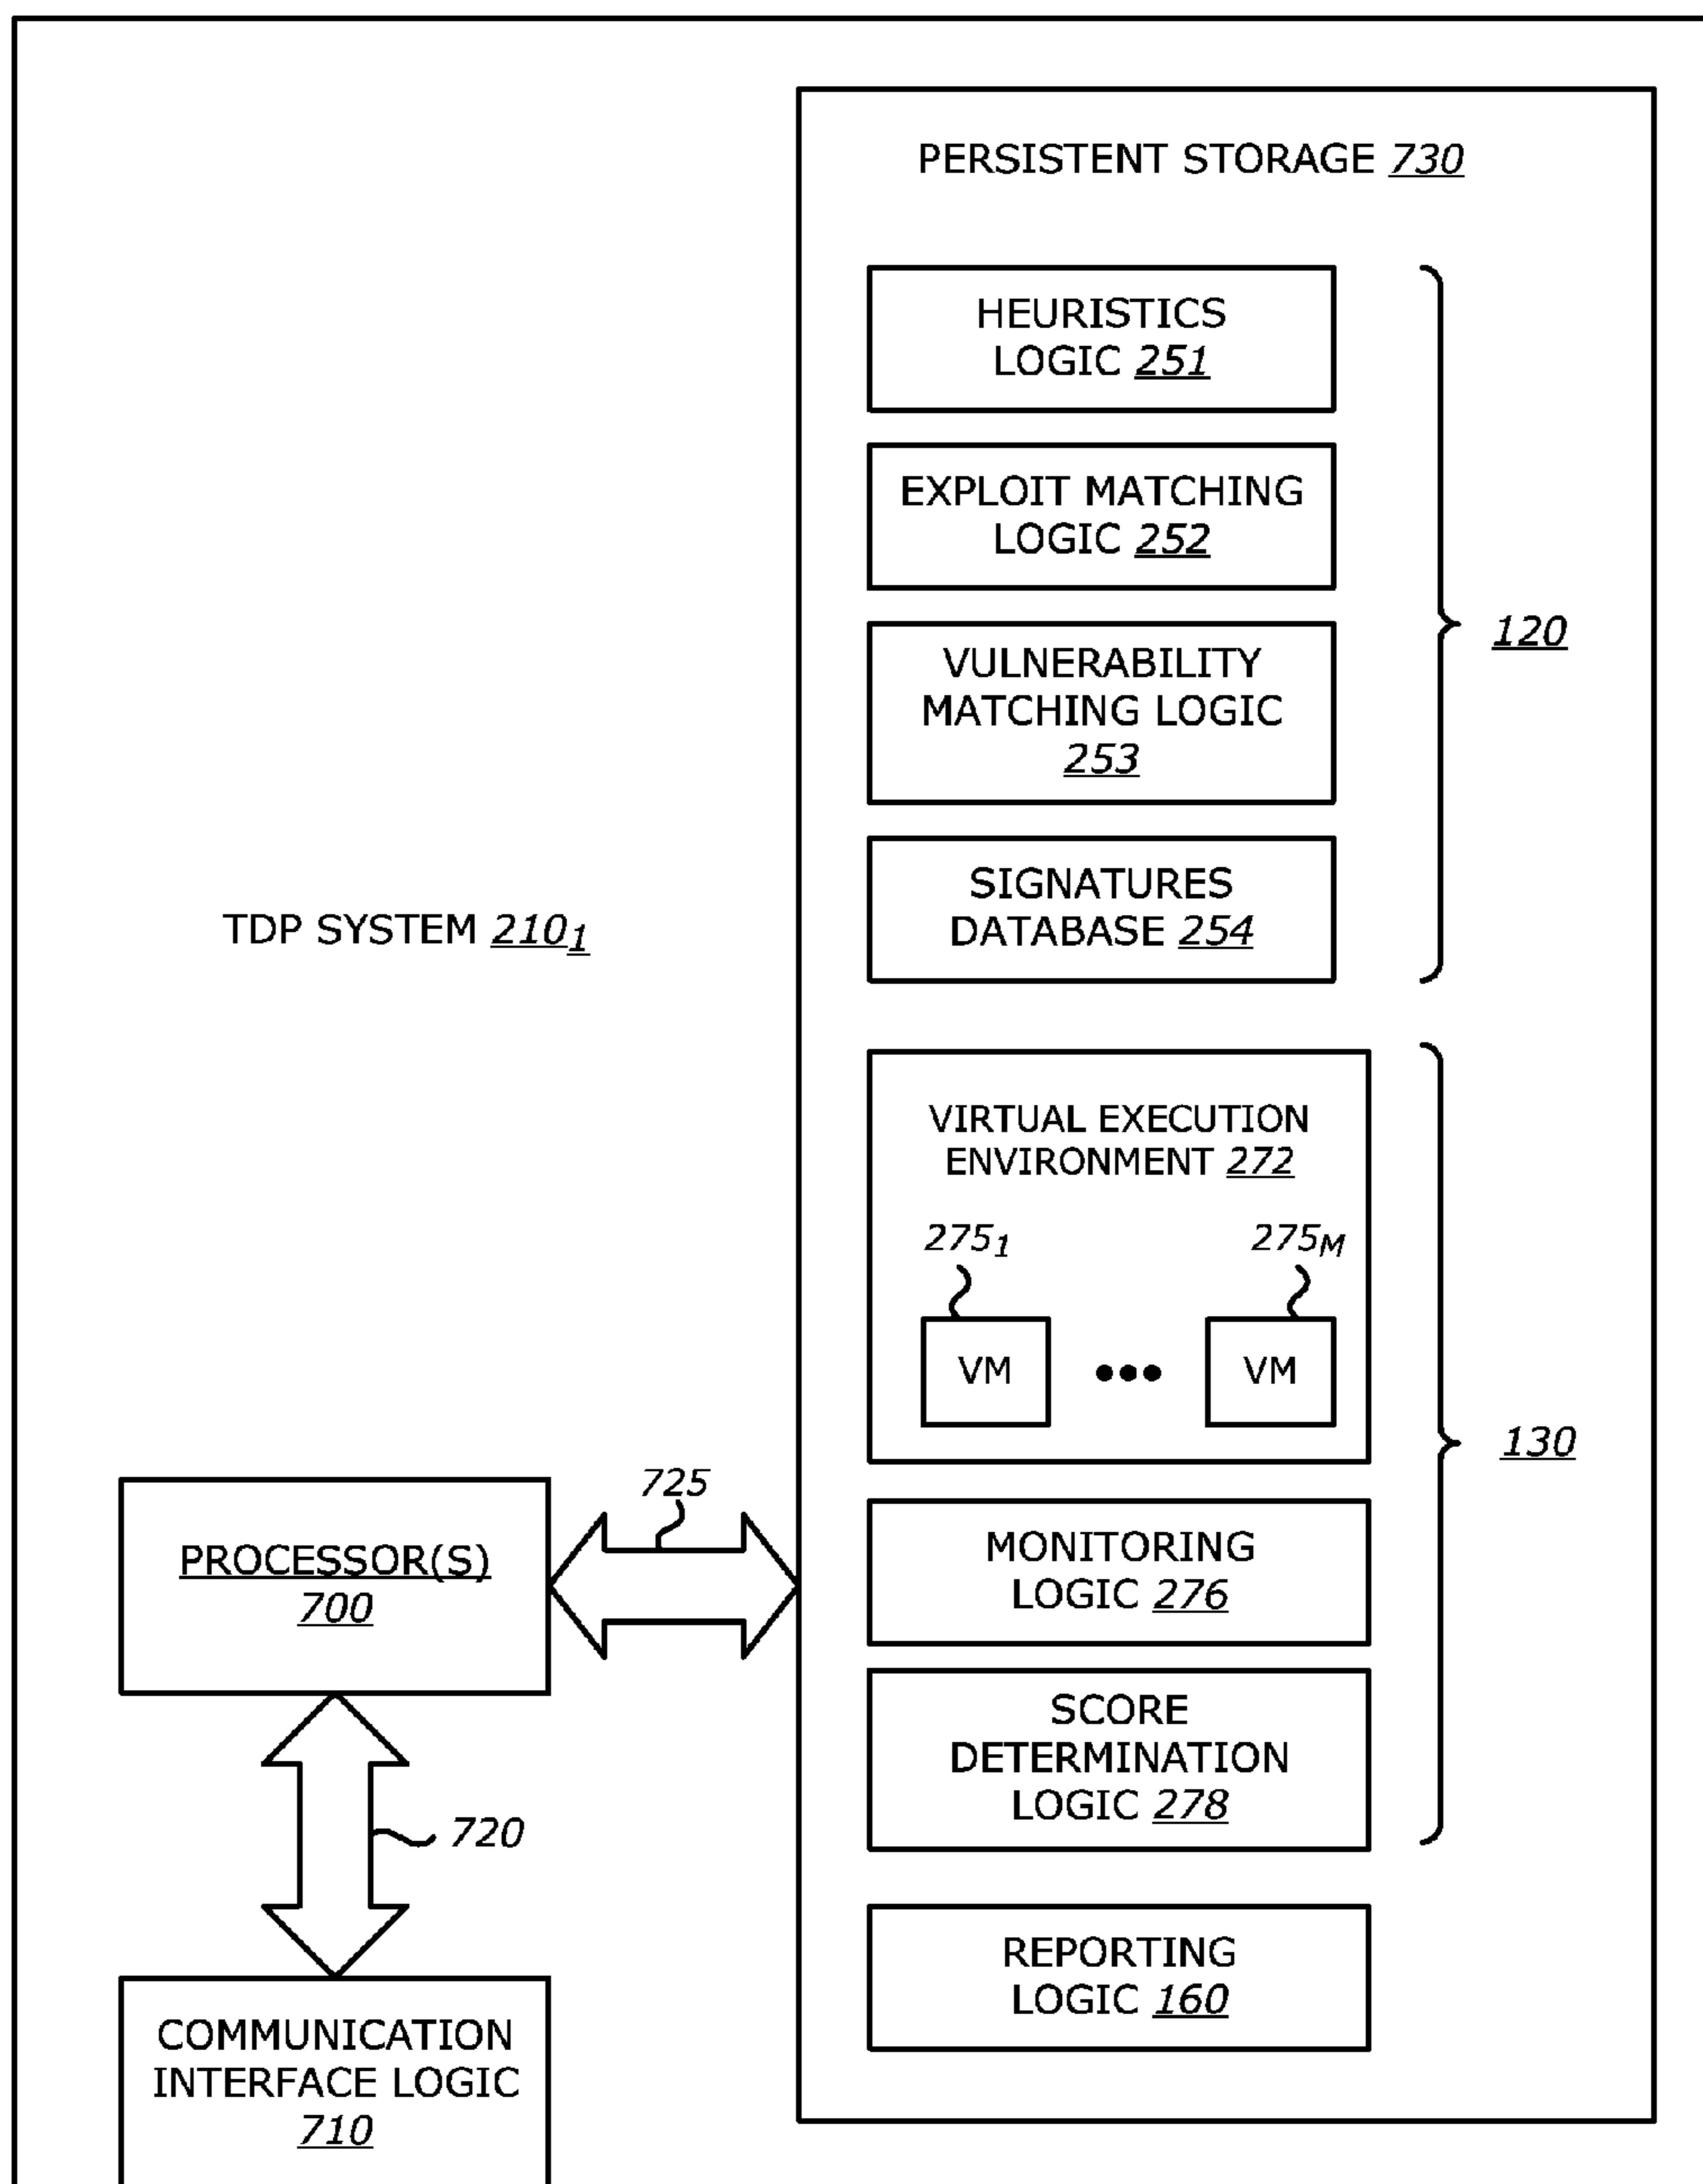 PERSISTENT STORAGE 730
HEURISTICS
LOGIC 251
EXPLOIT MATCHING
LOGIC 252
VULNERABILITY
MATCHING LOGIC
253
120
SIGNATURES
DATABASE 254
TDP SYSTEM 210₁
VIRTUAL EXECUTION
ENVIRONMENT 272
275₁ 275_M
VM ••• VM
130
725
PROCESSOR(S)
700
MONITORING
LOGIC 276
SCORE
DETERMINATION
LOGIC 278
720
REPORTING
LOGIC 160
COMMUNICATION
INTERFACE LOGIC
710